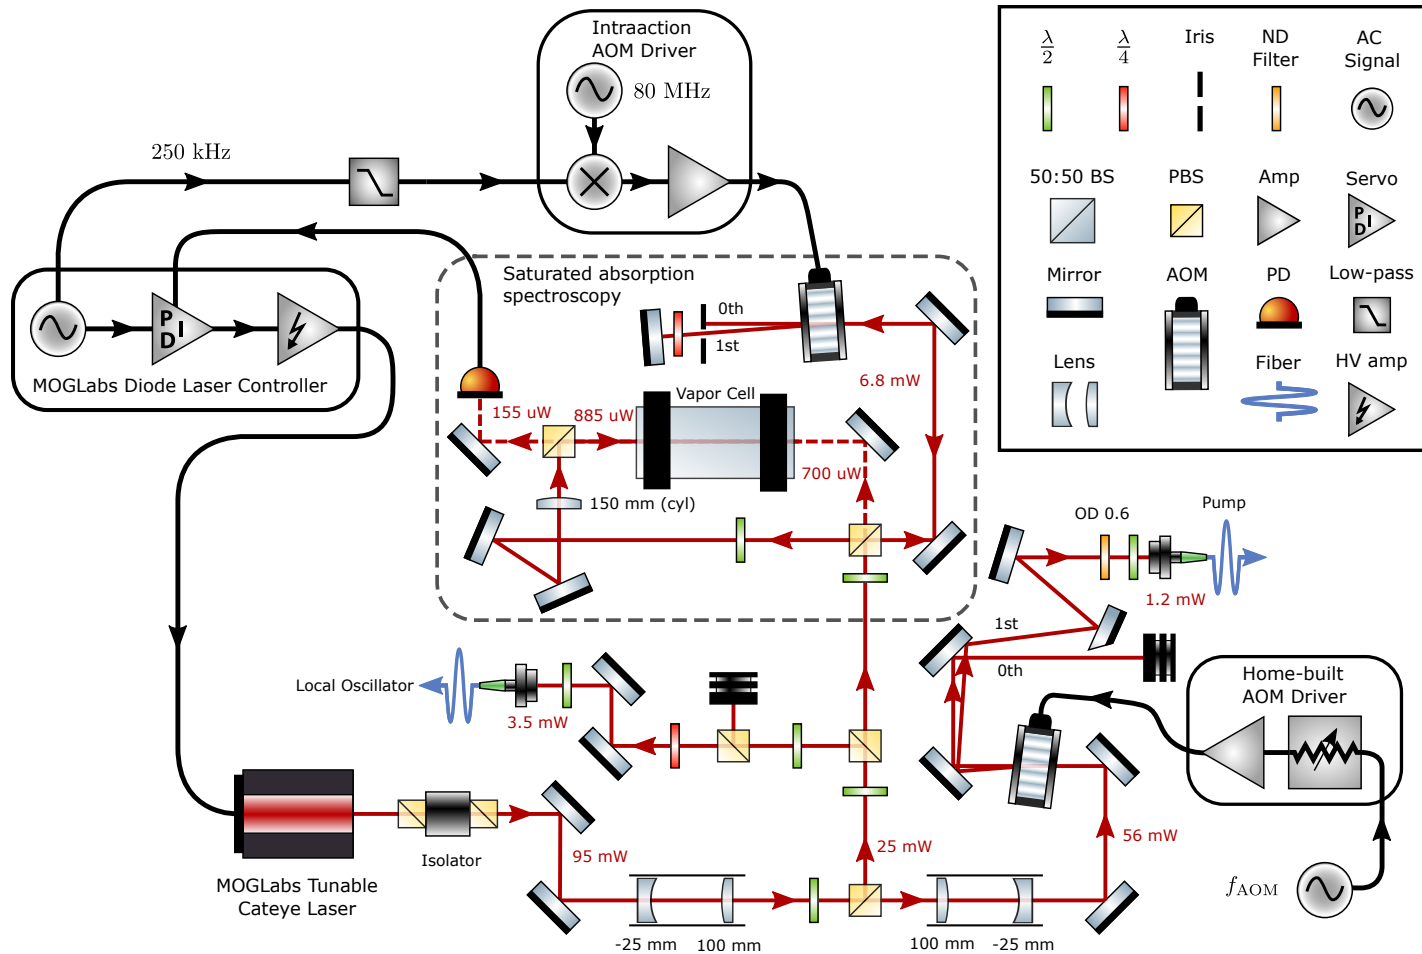 Intraaction
AOM Driver
80 MHz
250 kHz
P
I
D
MOGLabs Diode Laser Controller
Saturated absorption
spectroscopy
0th
1st
6.8 mW
Vapor Cell
155 uW
885 uW
700 uW
150 mm (cyl)
λ/2
λ/4
Iris
ND
Filter
AC
Signal
50:50 BS
PBS
Amp
Servo
P
I
D
Mirror
AOM
PD
Low-pass
Lens
Fiber
HV amp
OD 0.6
Pump
1.2 mW
1st
0th
Home-built
AOM Driver
Local Oscillator
3.5 mW
Isolator
95 mW
25 mW
56 mW
MOGLabs Tunable
Cateye Laser
-25 mm
100 mm
100 mm
-25 mm
fAOM